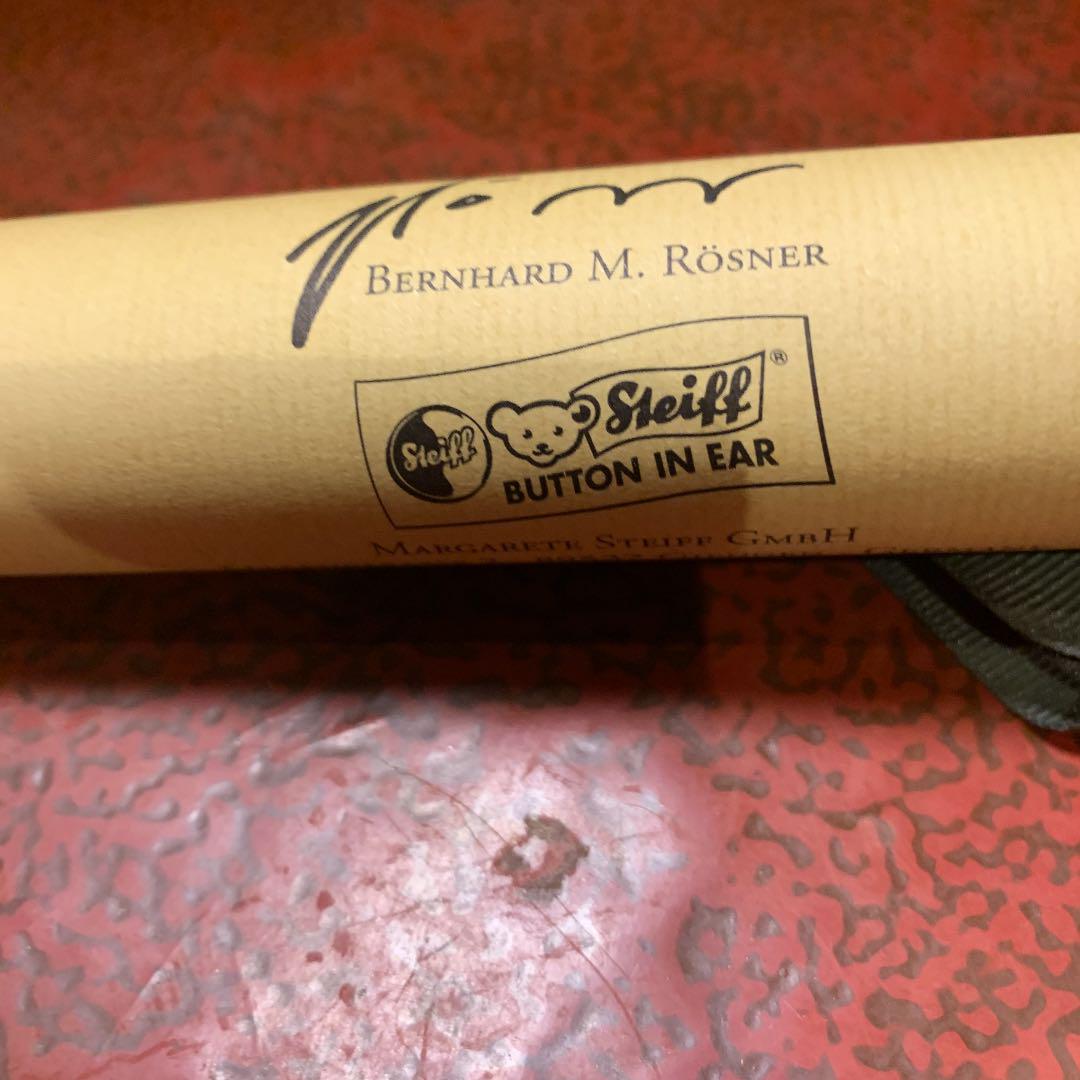 BERNHARD M. RÖSNER
Steiff
Steiff®
BUTTON IN EAR
MARGARETE STEIFF GMBH